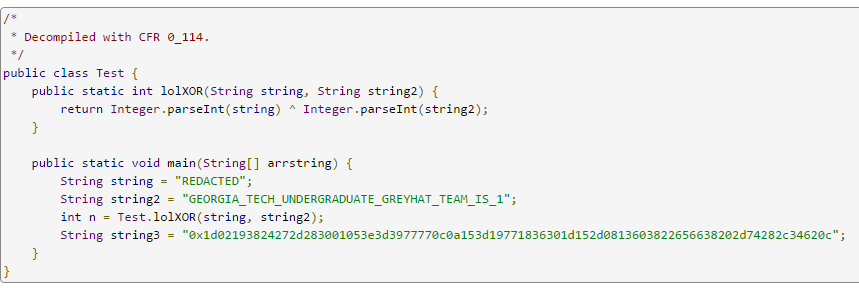 /*
 * Decompiled with CFR 0_114.
 */
public class Test {
    public static int lolXOR(String string, String string2) {
        return Integer.parseInt(string) ^ Integer.parseInt(string2);
    }

    public static void main(String[] arrstring) {
        String string = "REDACTED";
        String string2 = "GEORGIA_TECH_UNDERGRADUATE_GREYHAT_TEAM_IS_1";
        int n = Test.lolXOR(string, string2);
        String string3 = "0x1d02193824272d283001053e3d3977770c0a153d19771836301d152d0813603822656638202d74282c34620c";
    }
}